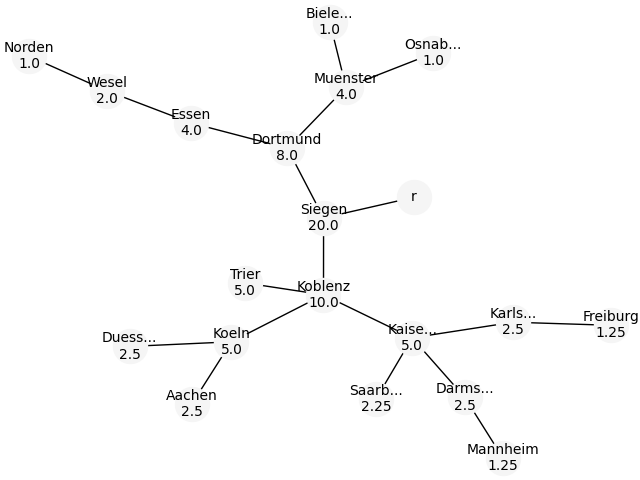 Biele...
1.0
Norden
1.0
Osnab...
1.0
Wesel
2.0
Muenster
4.0
Essen
4.0
Dortmund
8.0
r
Siegen
20.0
Trier
5.0
Koblenz
10.0
Karls...
2.5
Freiburg
1.25
Duess...
2.5
Koeln
5.0
Kaise...
5.0
Aachen
2.5
Saarb...
2.25
Darms...
2.5
Mannheim
1.25